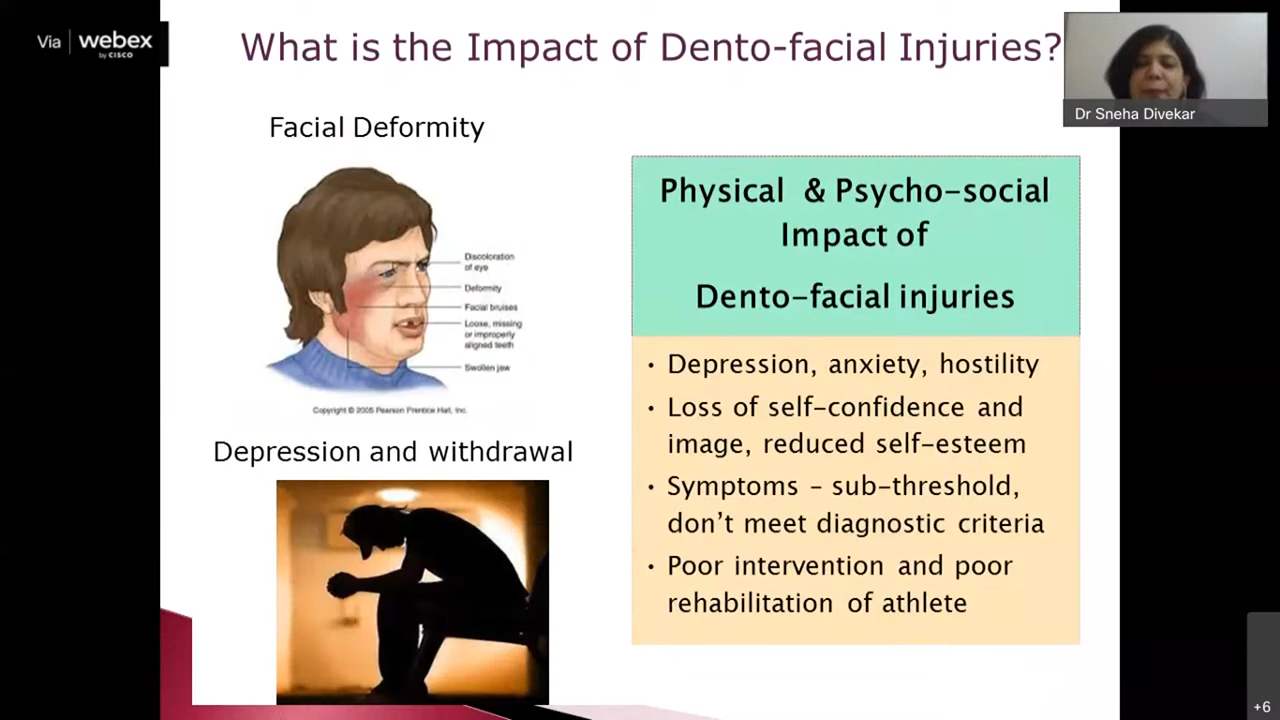 Via | webex
by CISCO
What is the Impact of Dento-facial Injuries?
Dr Sneha Divekar
Facial Deformity
Discoloration
of eye
Deformity
Facial bruises
Loose, missing
or improperly
aligned teeth
Swollen jaw
Copyright © 2005 Pearson Prentice Hall, Inc.
Depression and withdrawal
Physical & Psycho-social
Impact of
Dento-facial injuries
• Depression, anxiety, hostility
• Loss of self-confidence and
image, reduced self-esteem
• Symptoms – sub-threshold,
don't meet diagnostic criteria
• Poor intervention and poor
rehabilitation of athlete
+6